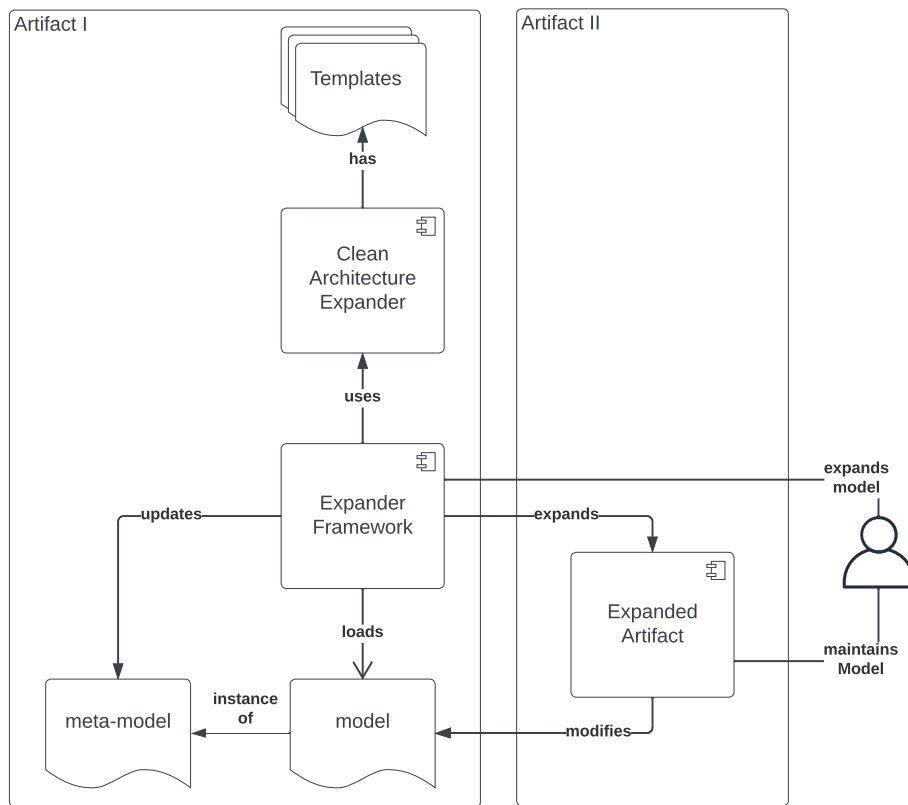 Artifact I
Artifact II
Templates
has
Clean
Architecture
Expander
uses
expands
model
Expander
Framework
updates
expands
Expanded
Artifact
loads
maintains
Model
instance
of
meta-model
model
modifies